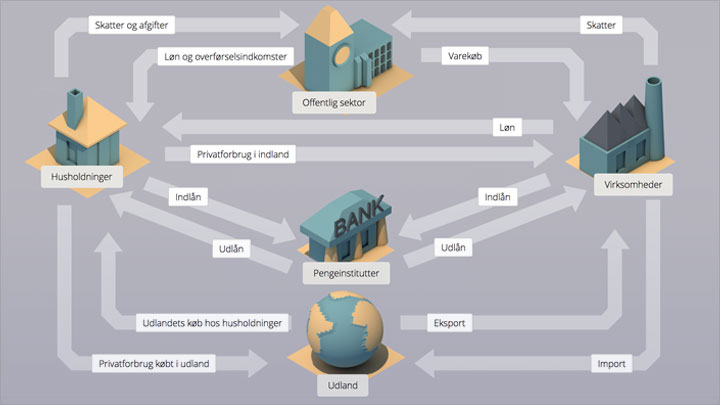 Skatter og afgifter
Skatter
Løn og overførselsindkomster
Varekøb
Offentlig sektor
Løn
Privatforbrug i indland
Husholdninger
Virksomheder
Indlån
Indlån
BANK
Udlån
Udlån
Pengeinstitutter
Udlandets køb hos husholdninger
Eksport
Privatforbrug købt i udland
Import
Udland